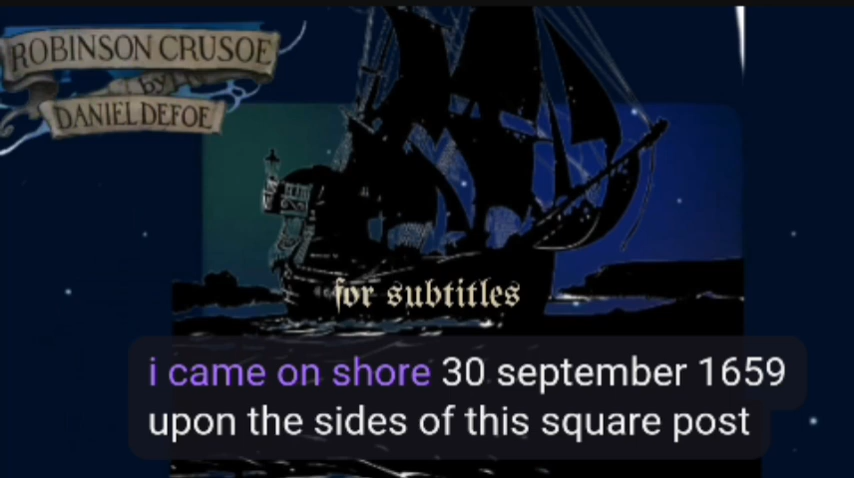 ROBINSON CRUSOE
by
DANIEL DEFOE
for subtitles
i came on shore 30 september 1659
upon the sides of this square post